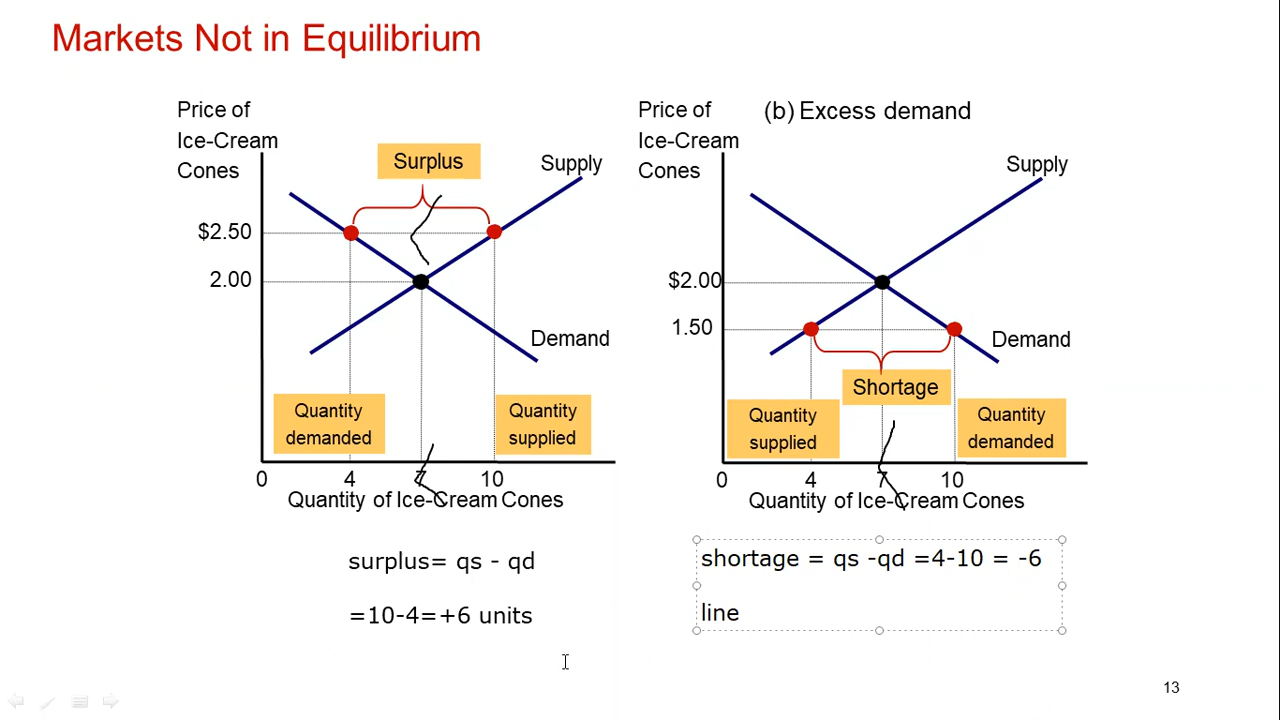 Markets Not in Equilibrium
Price of
Ice-Cream
Cones
Surplus
Supply
$2.50
2.00
Demand
Quantity
demanded
Quantity
supplied
0
4
7
10
Quantity of Ice-Cream Cones
surplus= qs - qd
=10-4=+6 units
Price of
Ice-Cream
Cones
(b) Excess demand
Supply
$2.00
1.50
Demand
Shortage
Quantity
supplied
Quantity
demanded
0
4
7
10
Quantity of Ice-Cream Cones
shortage = qs -qd =4-10 = -6
line
13